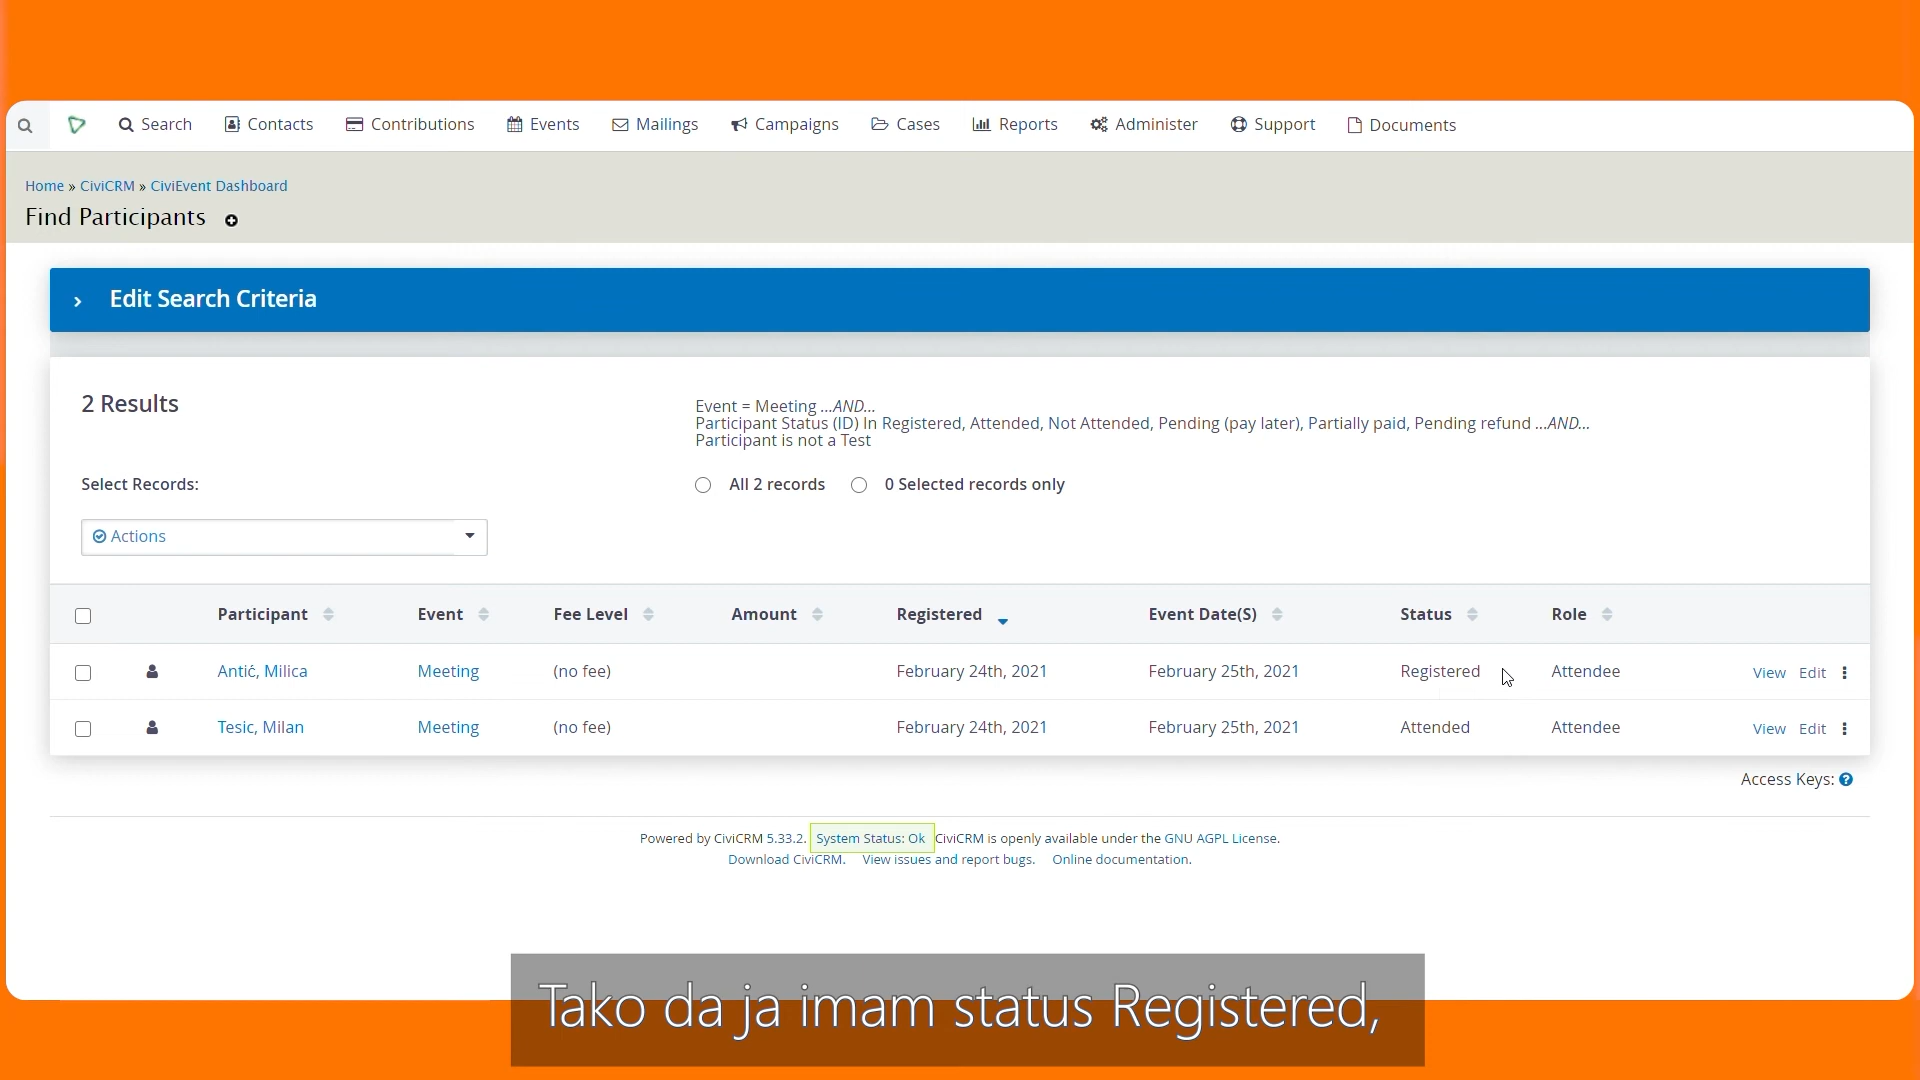 Search Contacts Contributions Events Mailings Campaigns Cases Reports Administer Support Documents
Home » CiviCRM » CiviEvent Dashboard
Find Participants
Edit Search Criteria
2 Results
Event = Meeting ...AND...
Participant Status (ID) In Registered, Attended, Not Attended, Pending (pay later), Partially paid, Pending refund ...AND...
Participant is not a Test
Select Records:
All 2 records
0 Selected records only
Actions
Participant Event Fee Level Amount Registered Event Date(S) Status Role
Antić, Milica Meeting (no fee) February 24th, 2021 February 25th, 2021 Registered Attendee View Edit
Tesic, Milan Meeting (no fee) February 24th, 2021 February 25th, 2021 Attended Attendee View Edit
Access Keys:
Powered by CiviCRM 5.33.2. System Status: Ok CiviCRM is openly available under the GNU AGPL License.
Download CiviCRM. View issues and report bugs. Online documentation.
Tako da ja imam status Registered,